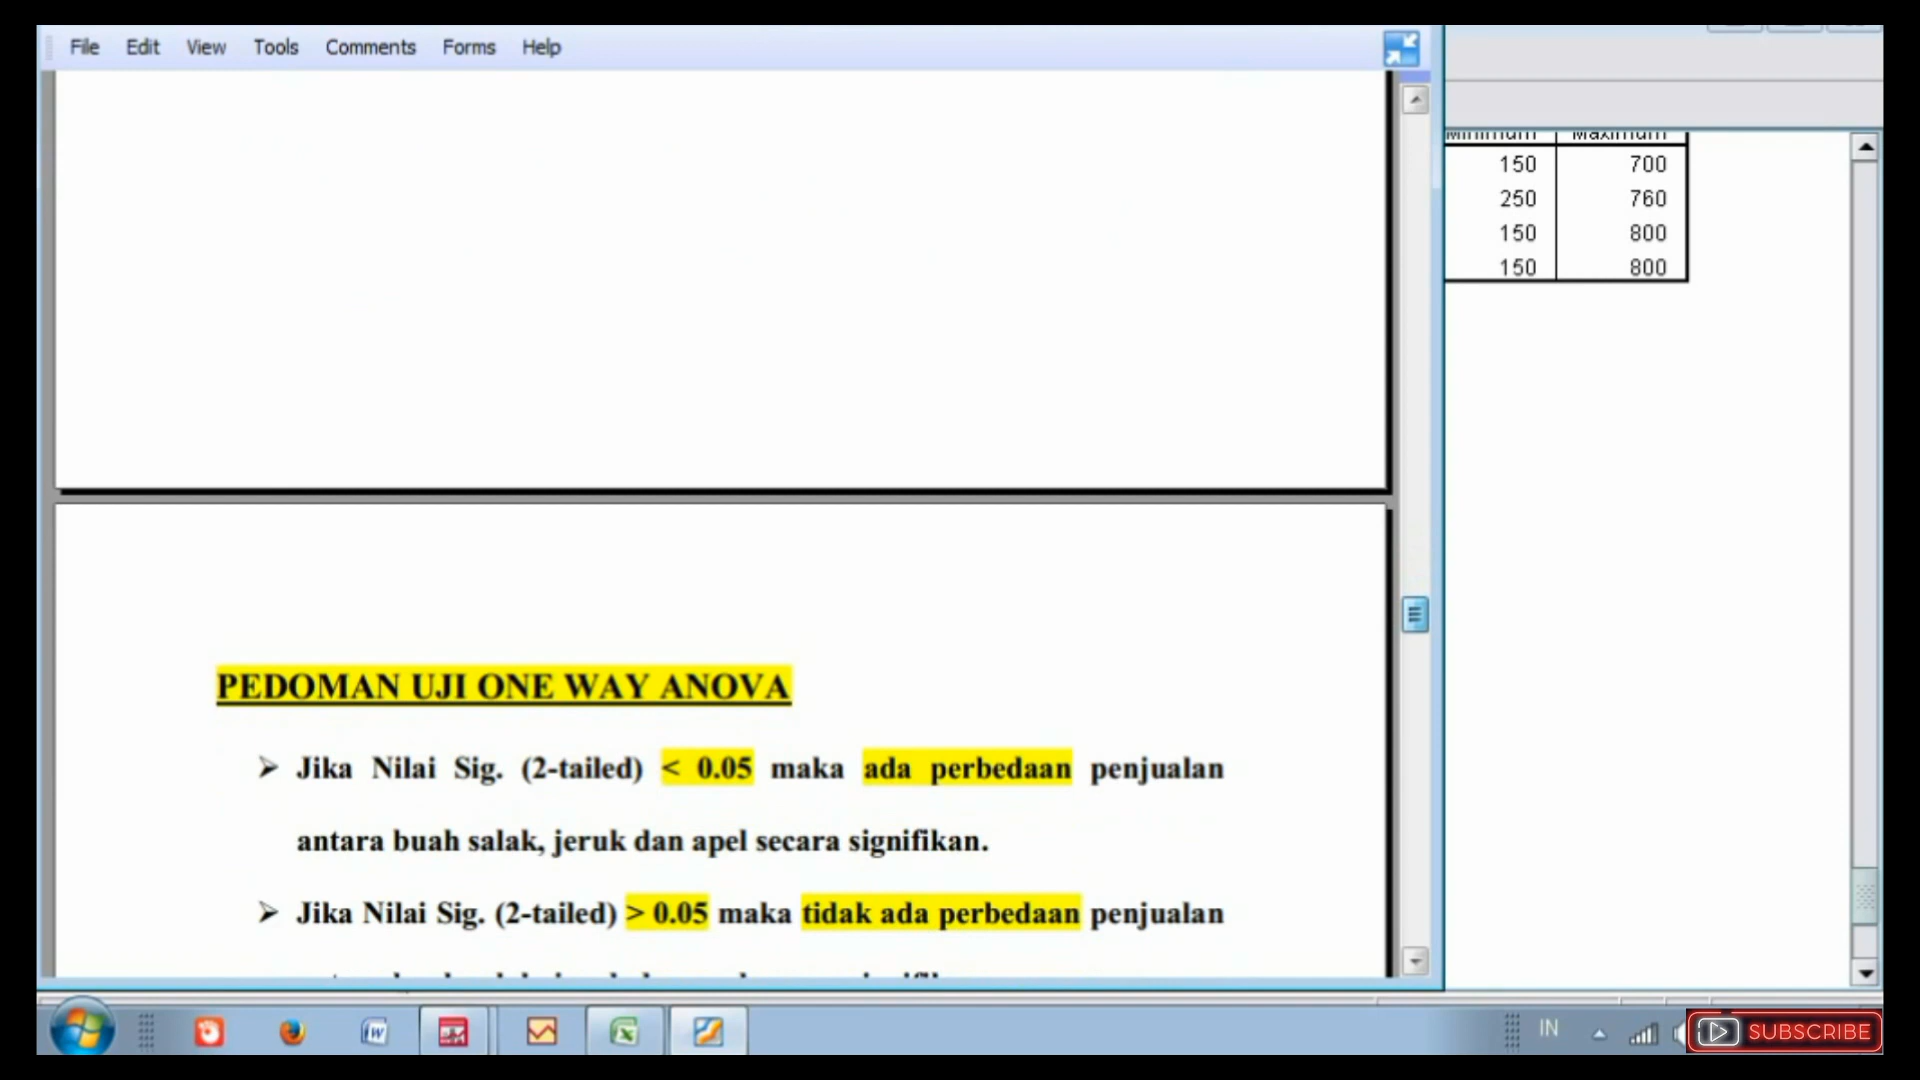 File Edit View Tools Comments Forms Help
Minimum Maximum
150 700
250 760
150 800
150 800
PEDOMAN UJI ONE WAY ANOVA
➢ Jika Nilai Sig. (2-tailed) < 0.05 maka ada perbedaan penjualan
antara buah salak, jeruk dan apel secara signifikan.
➢ Jika Nilai Sig. (2-tailed) > 0.05 maka tidak ada perbedaan penjualan
IN
SUBSCRIBE